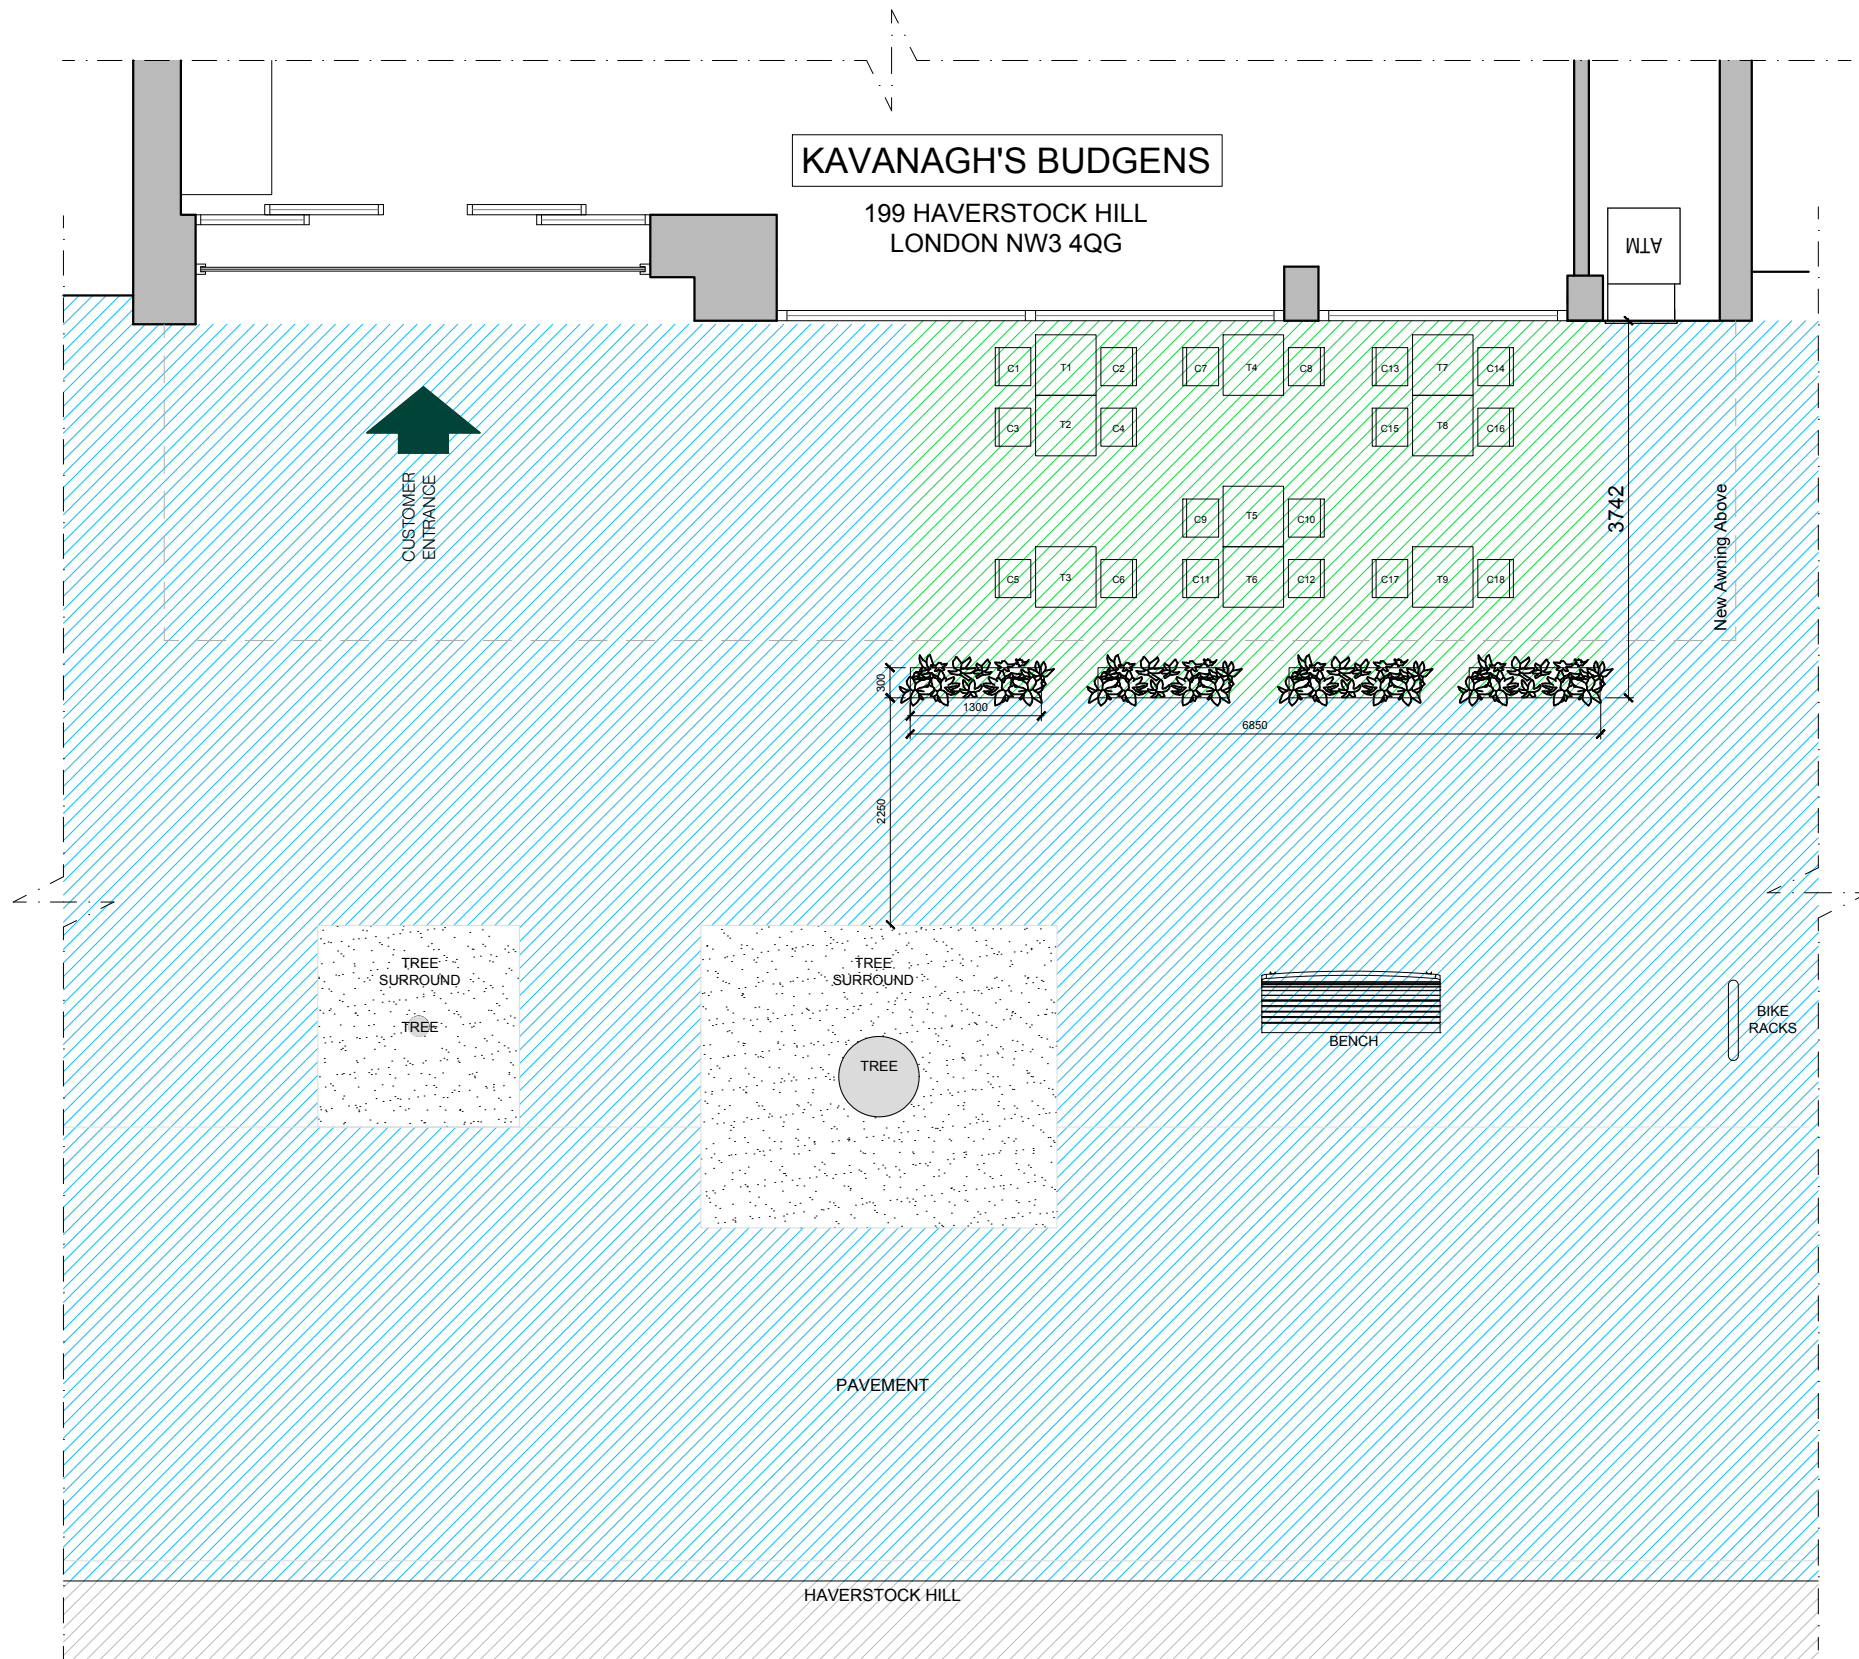 KAVANAGH'S BUDGENS
199 HAVERSTOCK HILL
LONDON NW3 4QG
ATM
C1 T1 C2 C7 T4 C8 C13 T7 C14
C3 T2 C4 C15 T8 C16
CUSTOMER
ENTRANCE
3742
New Awning Above
C9 T5 C10
C5 T3 C6 C11 T6 C12 C17 T9 C18
300
1300
6850
2250
TREE
SURROUND
TREE
TREE
SURROUND
TREE
BENCH
BIKE
RACKS
PAVEMENT
HAVERSTOCK HILL